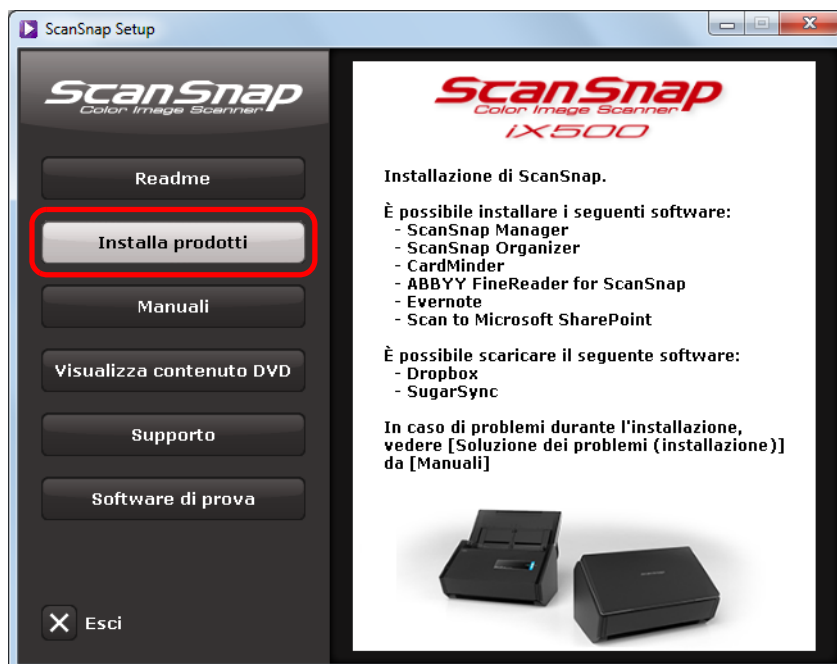 ScanSnap Setup
ScanSnap
Color Image Scanner
Readme
Installa prodotti
Manuali
Visualizza contenuto DVD
Supporto
Software di prova
Esci
ScanSnap
Color Image Scanner
iX500
Installazione di ScanSnap.
È possibile installare i seguenti software:
- ScanSnap Manager
- ScanSnap Organizer
- CardMinder
- ABBYY FineReader for ScanSnap
- Evernote
- Scan to Microsoft SharePoint
È possibile scaricare il seguente software:
- Dropbox
- SugarSync
In caso di problemi durante l'installazione,
vedere [Soluzione dei problemi (installazione)]
da [Manuali]